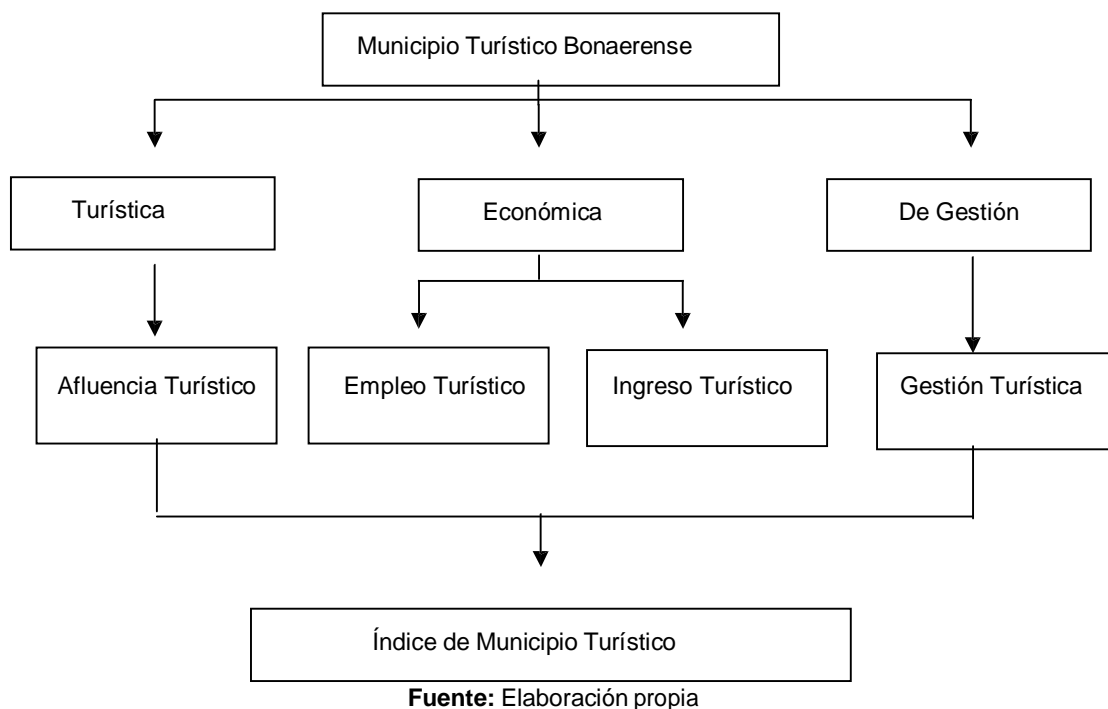 Municipio Turístico Bonaerense
Turística
Económica
De Gestión
Afluencia Turístico
Empleo Turístico
Ingreso Turístico
Gestión Turística
Índice de Municipio Turístico
Fuente: Elaboración propia